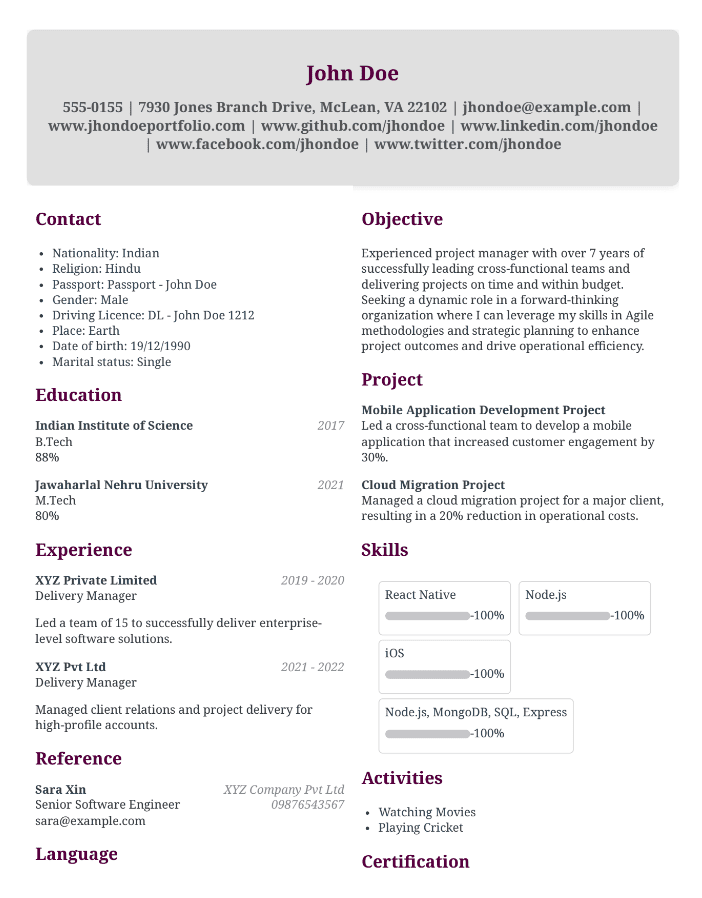 John Doe
555-0155 | 7930 Jones Branch Drive, McLean, VA 22102 | jhondoe@example.com |
www.jhondoeportfolio.com | www.github.com/jhondoe | www.linkedin.com/jhondoe
| www.facebook.com/jhondoe | www.twitter.com/jhondoe
Contact
• Nationality: Indian
• Religion: Hindu
• Passport: Passport - John Doe
• Gender: Male
• Driving Licence: DL - John Doe 1212
• Place: Earth
• Date of birth: 19/12/1990
• Marital status: Single
Education
Indian Institute of Science 2017
B.Tech
88%
Jawaharlal Nehru University 2021
M.Tech
80%
Experience
XYZ Private Limited 2019 - 2020
Delivery Manager
Led a team of 15 to successfully deliver enterprise-
level software solutions.
XYZ Pvt Ltd 2021 - 2022
Delivery Manager
Managed client relations and project delivery for
high-profile accounts.
Reference
Sara Xin XYZ Company Pvt Ltd
Senior Software Engineer 09876543567
sara@example.com
Language
Objective
Experienced project manager with over 7 years of
successfully leading cross-functional teams and
delivering projects on time and within budget.
Seeking a dynamic role in a forward-thinking
organization where I can leverage my skills in Agile
methodologies and strategic planning to enhance
project outcomes and drive operational efficiency.
Project
Mobile Application Development Project
Led a cross-functional team to develop a mobile
application that increased customer engagement by
30%.
Cloud Migration Project
Managed a cloud migration project for a major client,
resulting in a 20% reduction in operational costs.
Skills
React Native
-100%
Node.js
-100%
iOS
-100%
Node.js, MongoDB, SQL, Express
-100%
Activities
• Watching Movies
• Playing Cricket
Certification